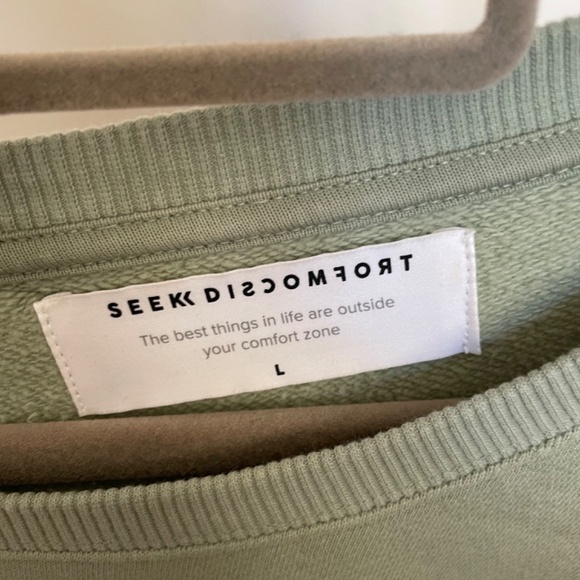 SEEK DISCOMFORT
The best things in life are outside
your comfort zone
L